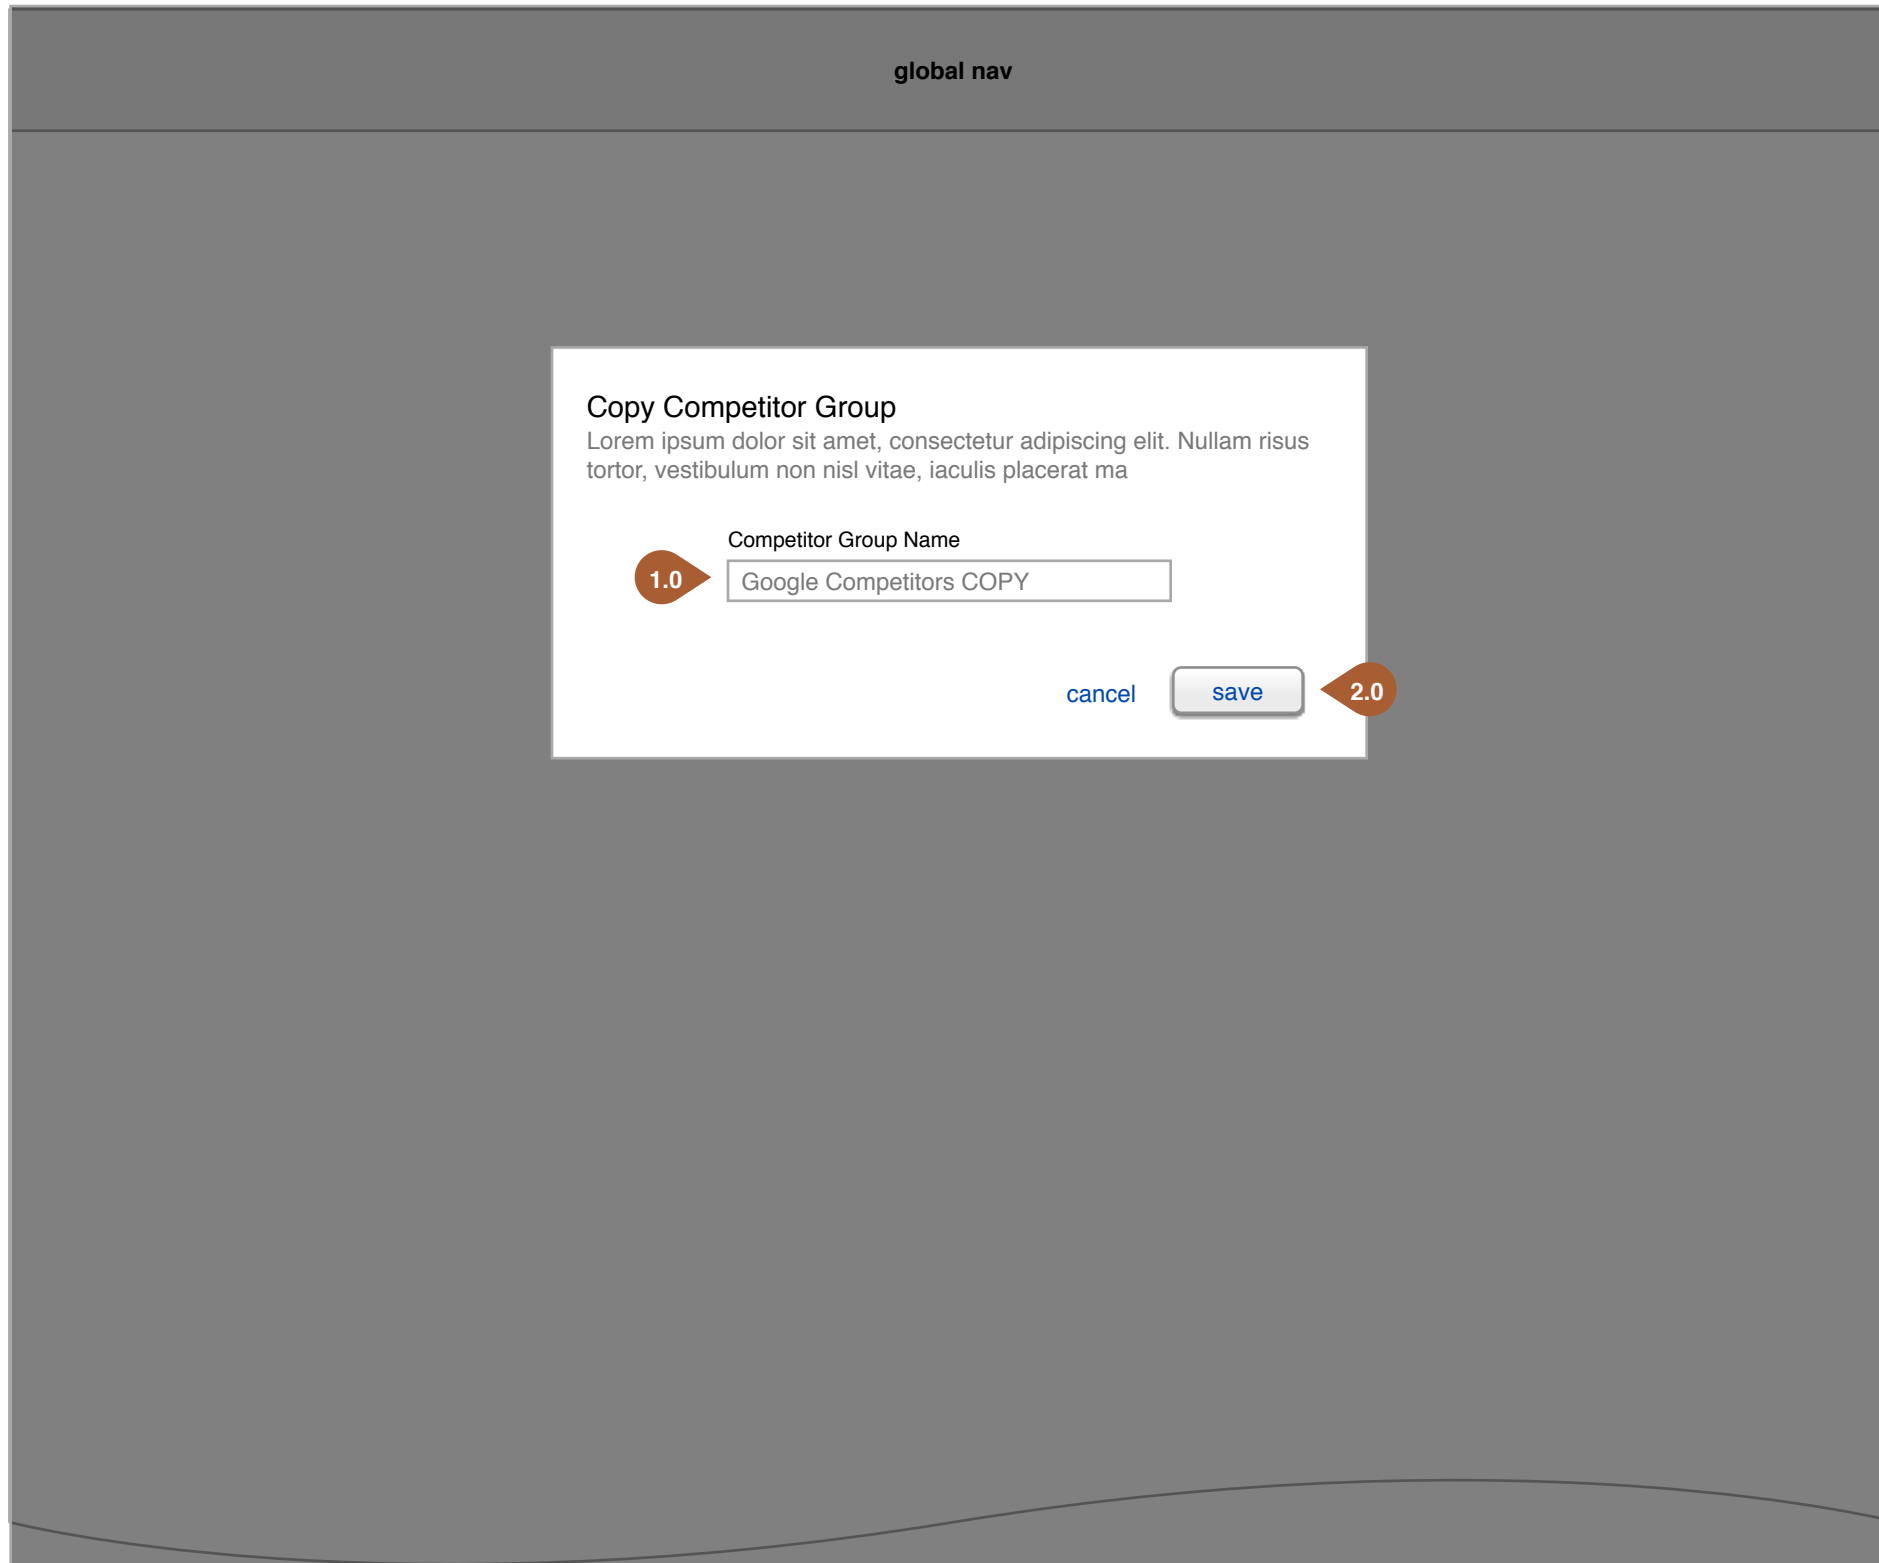 global nav
Copy Competitor Group
Lorem ipsum dolor sit amet, consectetur adipiscing elit. Nullam risus
tortor, vestibulum non nisl vitae, iaculis placerat ma
Competitor Group Name
1.0
Google Competitors COPY
cancel
save
2.0